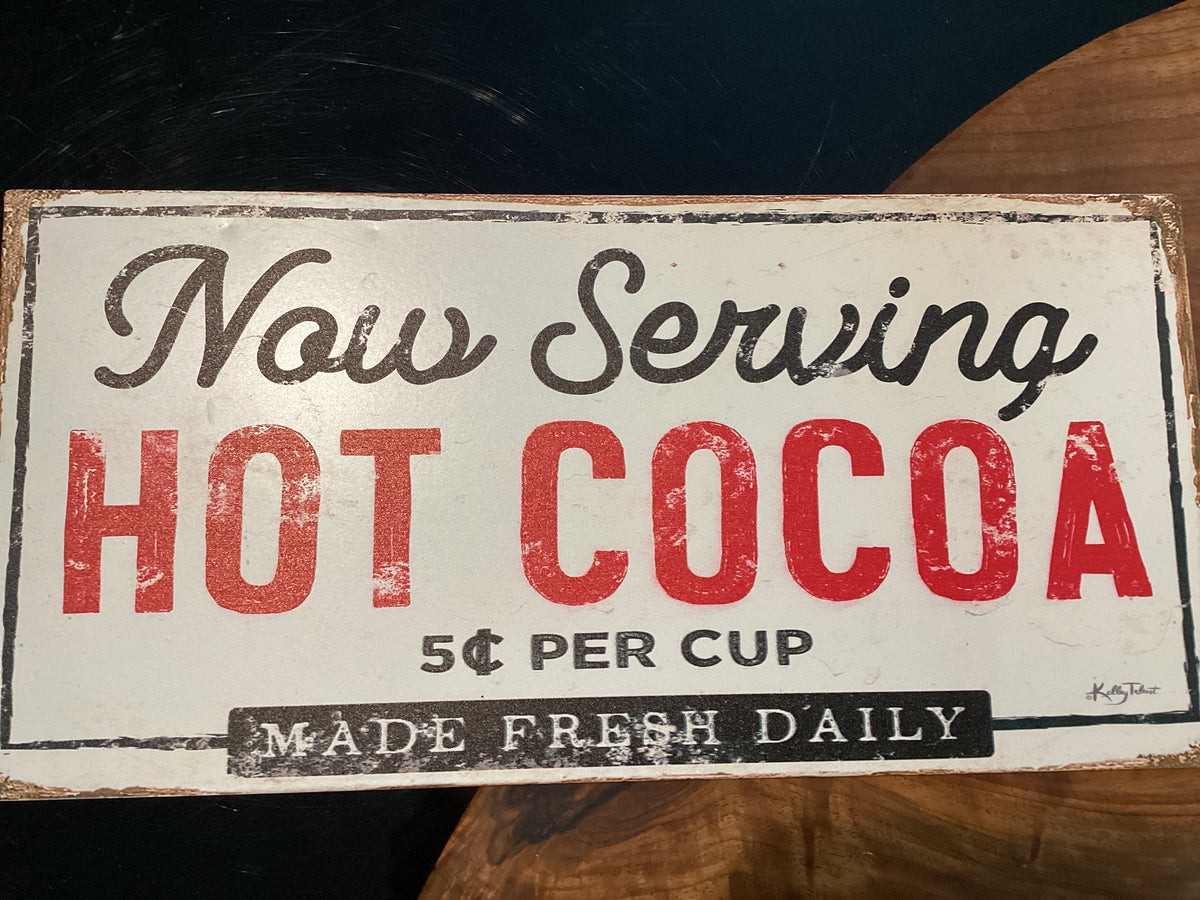 Now Serving
HOT COCOA
5¢ PER CUP
MADE FRESH DAILY